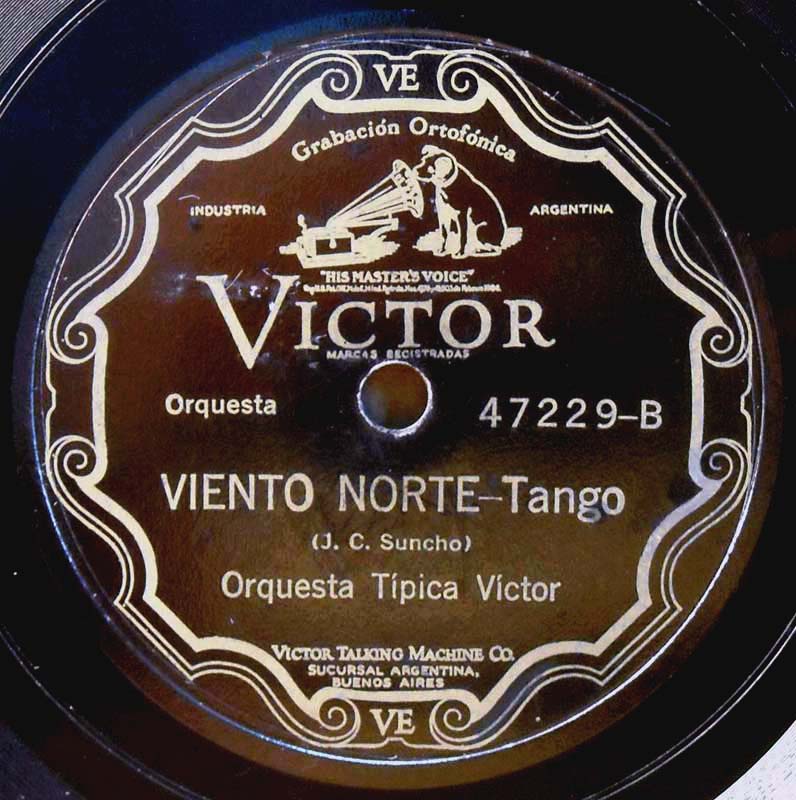 VE
Grabación Ortofónica
INDUSTRIA ARGENTINA
"HIS MASTER'S VOICE"
VICTOR
MARCAS REGISTRADAS
Orquesta 47229-B
VIENTO NORTE-Tango
(J. C. Suncho)
Orquesta Típica Víctor
VICTOR TALKING MACHINE CO.
SUCURSAL ARGENTINA,
BUENOS AIRES
VE